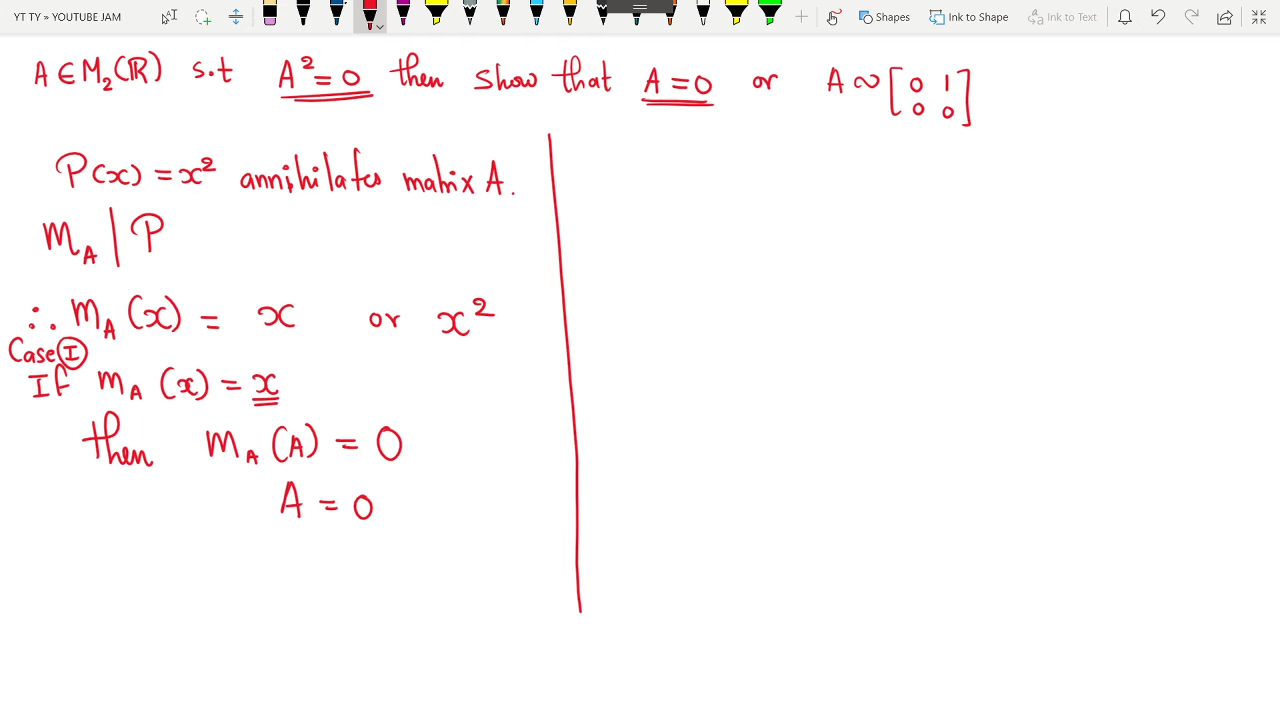 YT TY » YOUTUBE JAM
Shapes
Ink to Shape
Ink to Text
A ∈ M₂(ℝ) s.t A² = 0 then show that A = 0 or A ∾ [0 1
0 0]
P(x) = x² annihilates matrix A.
m_A | P
∴ m_A(x) = x or x²
Case I
If m_A(x) = x
then m_A(A) = 0
A = 0